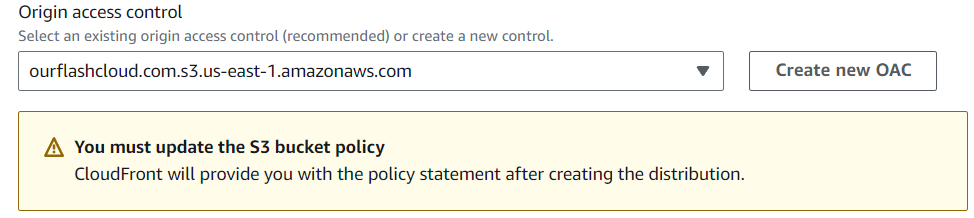 Origin access control
Select an existing origin access control (recommended) or create a new control.
ourflashcloud.com.s3.us-east-1.amazonaws.com
Create new OAC
You must update the S3 bucket policy
CloudFront will provide you with the policy statement after creating the distribution.